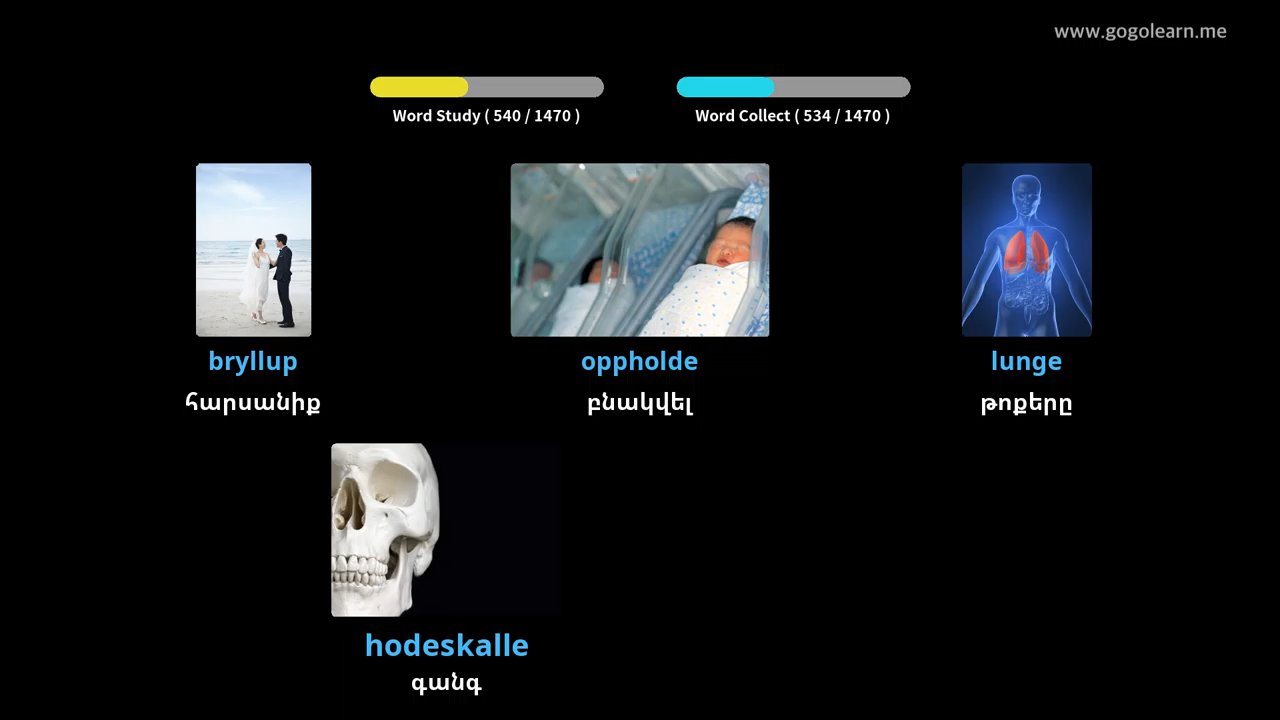 www.gogolearn.me
Word Study ( 540 / 1470 )
Word Collect ( 534 / 1470 )
bryllup
հարսանիք
oppholde
բնակվել
lunge
թոքերը
hodeskalle
գանգ